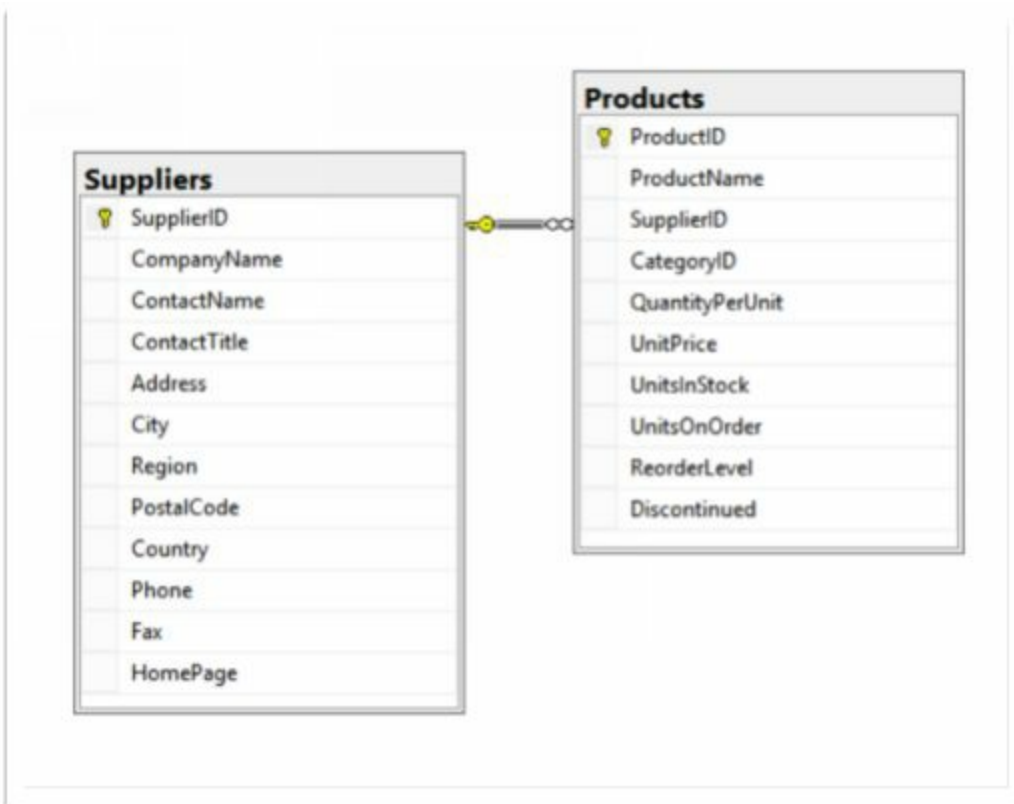 Suppliers
SupplierID
CompanyName
ContactName
ContactTitle
Address
City
Region
PostalCode
Country
Phone
Fax
HomePage
Products
ProductID
ProductName
SupplierID
CategoryID
QuantityPerUnit
UnitPrice
UnitsInStock
UnitsOnOrder
ReorderLevel
Discontinued